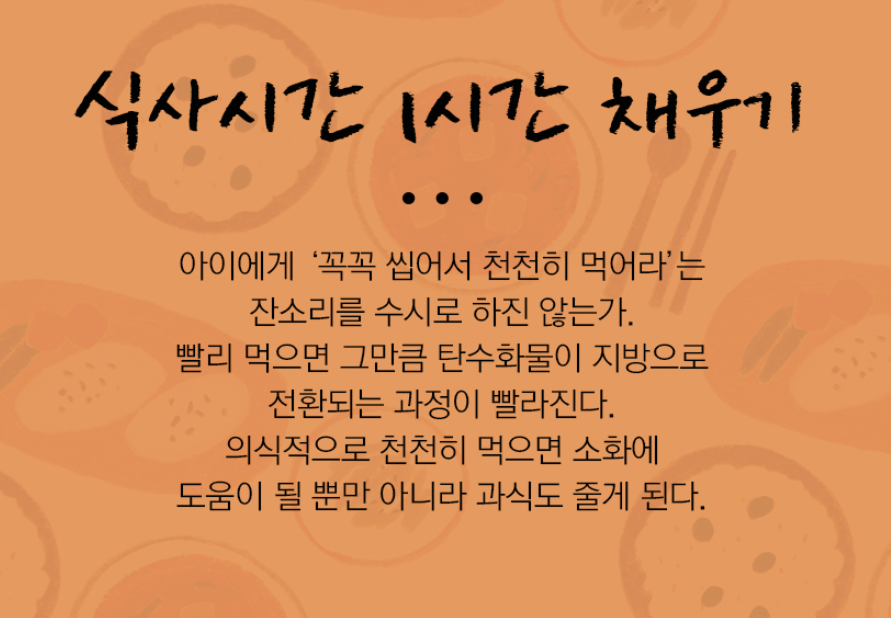 식사시간 1시간 채우기
• • •
아이에게 ‘꼭꼭 씹어서 천천히 먹어라’는
잔소리를 수시로 하진 않는가.
빨리 먹으면 그만큼 탄수화물이 지방으로
전환되는 과정이 빨라진다.
의식적으로 천천히 먹으면 소화에
도움이 될 뿐만 아니라 과식도 줄게 된다.